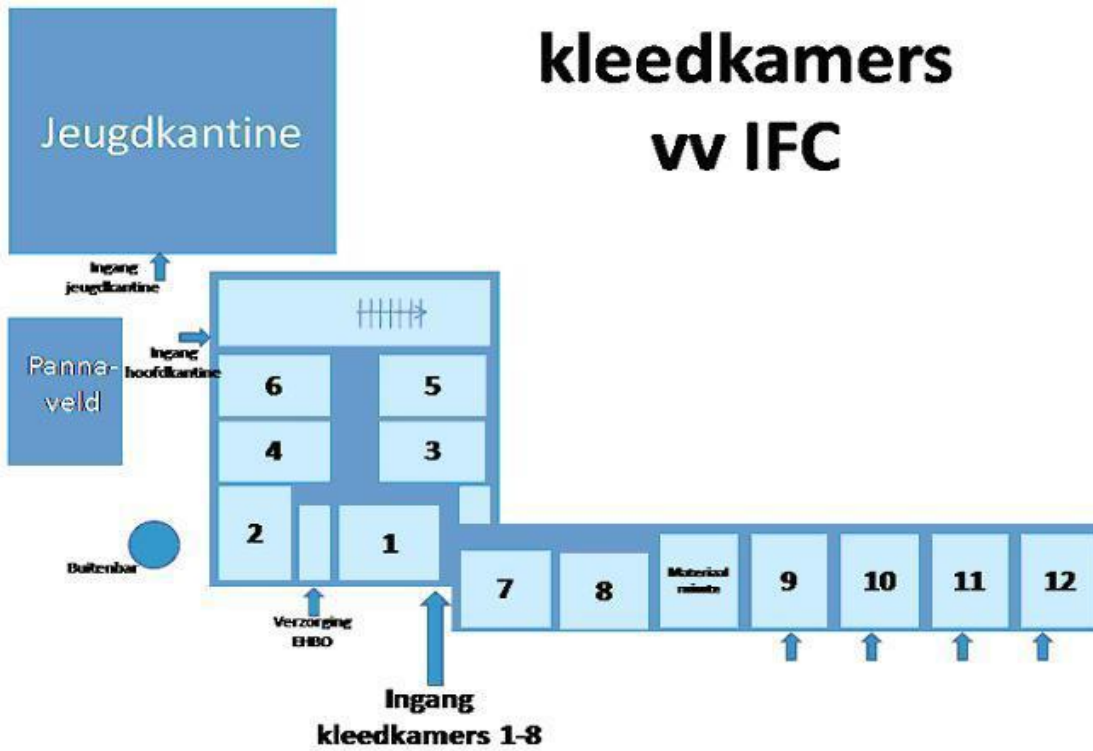 kleedkamers
vv IFC
Jeugdkantine
Ingang
jeugdkantine
Panna-
veld
Ingang
hoofdkantine
6
5
4
3
2
1
Buitenbar
7
8
Materiaal
ruimte
9
10
11
12
Verzorging
EHBO
Ingang
kleedkamers 1-8